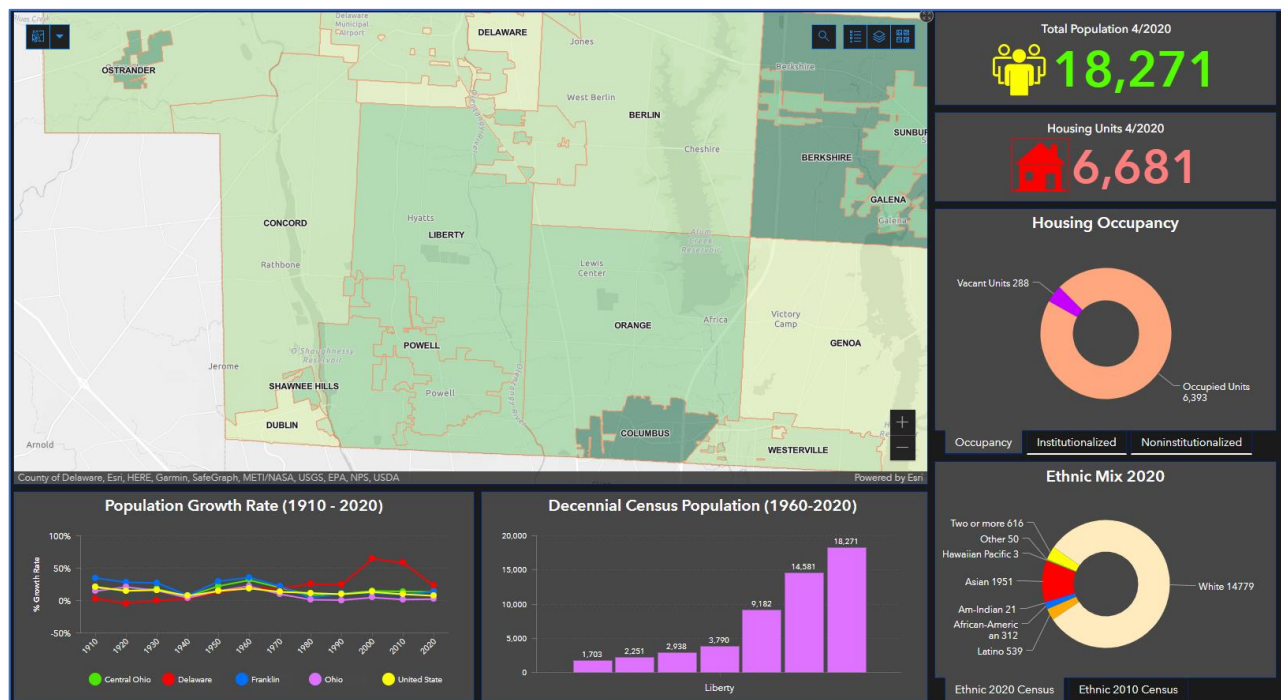 Delaware
Municipal
Airport
DELAWARE
Jones
OSTRANDER
Berkshire
West Berlin
BERLIN
SUNBUR
Cheshire
BERKSHIRE
GALENA
Galena
CONCORD
Hyatts
LIBERTY
Alum
Creek
Reservoir
Rathbone
Lewis
Center
ORANGE
Africa
Victory
Camp
GENOA
O'Shaughnessy
Reservoir
POWELL
Jerome
SHAWNEE HILLS
Powell
DUBLIN
COLUMBUS
Arnold
WESTERVILLE
+
−
County of Delaware, Esri, HERE, Garmin, SafeGraph, METI/NASA, USGS, EPA, NPS, USDA
Powered by Esri
Total Population 4/2020
18,271
Housing Units 4/2020
6,681
Housing Occupancy
Vacant Units 288
Occupied Units
6,393
Occupancy
Institutionalized
Noninstitutionalized
Population Growth Rate (1910 - 2020)
100%
50%
0%
-50%
% Growth Rate
1910
1920
1930
1940
1950
1960
1970
1980
1990
2000
2010
2020
Central Ohio
Delaware
Franklin
Ohio
United State
Decennial Census Population (1960-2020)
20,000
15,000
10,000
5,000
0
1,703
2,251
2,938
3,790
9,182
14,581
18,271
Liberty
Ethnic Mix 2020
Two or more 616
Other 50
Hawaiian Pacific 3
Asian 1951
Am-Indian 21
African-Americ
an 312
Latino 539
White 14779
Ethnic 2020 Census
Ethnic 2010 Census